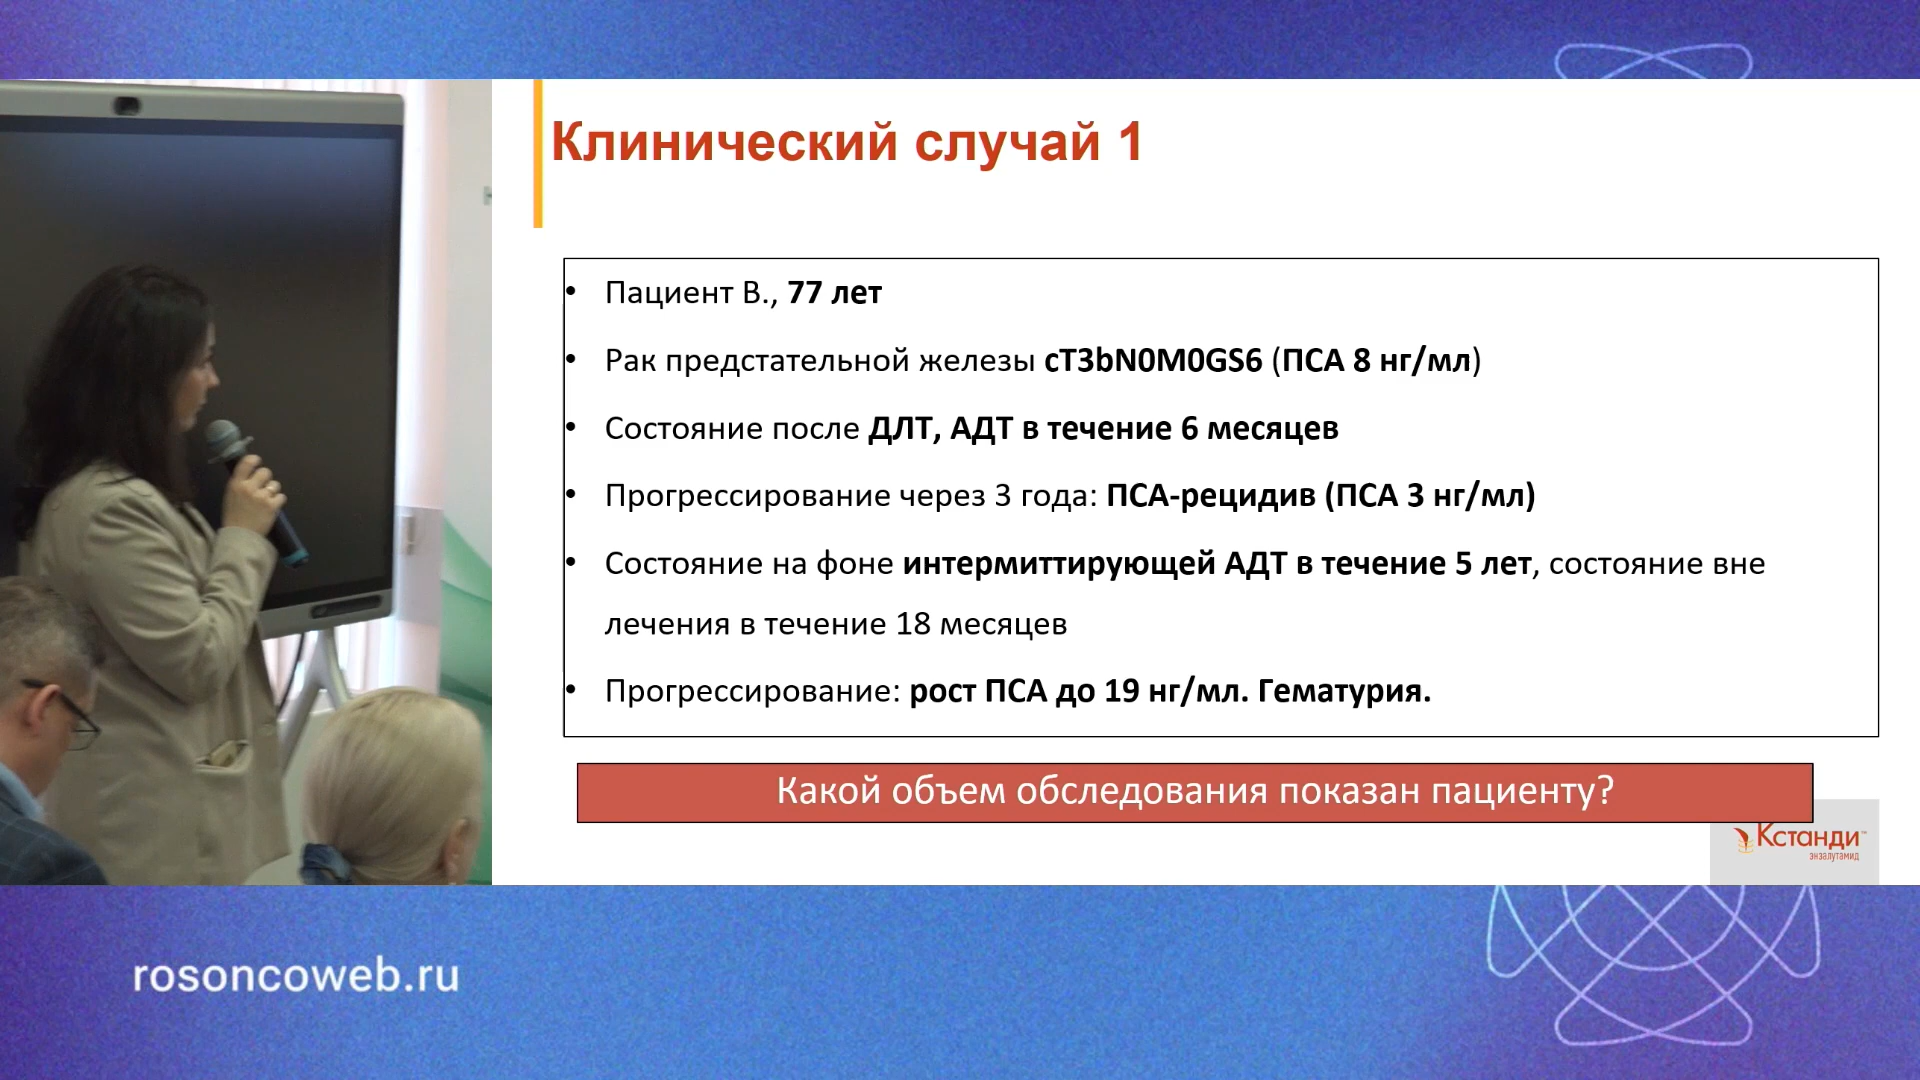 Клинический случай 1
• Пациент В., 77 лет
• Рак предстательной железы cT3bN0M0GS6 (ПСА 8 нг/мл)
• Состояние после ДЛТ, АДТ в течение 6 месяцев
• Прогрессирование через 3 года: ПСА-рецидив (ПСА 3 нг/мл)
• Состояние на фоне интермиттирующей АДТ в течение 5 лет, состояние вне
лечения в течение 18 месяцев
• Прогрессирование: рост ПСА до 19 нг/мл. Гематурия.
Какой объем обследования показан пациенту?
Кстанди™
энзалутамид
rosoncoweb.ru